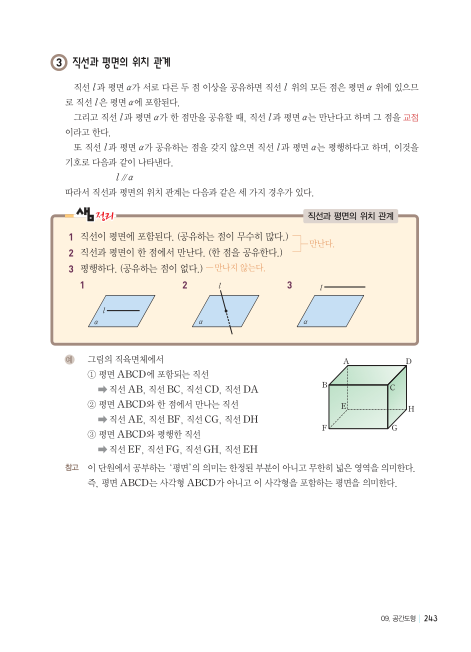 3 직선과 평면의 위치 관계
직선 l과 평면 α가 서로 다른 두 점 이상을 공유하면 직선 l 위의 모든 점은 평면 α 위에 있으므
로 직선 l은 평면 α에 포함된다.
그리고 직선 l과 평면 α가 한 점만을 공유할 때, 직선 l과 평면 α는 만난다고 하며 그 점을 교점
이라고 한다.
또 직선 l과 평면 α가 공유하는 점을 갖지 않으면 직선 l과 평면 α는 평행하다고 하며, 이것을
기호로 다음과 같이 나타낸다.
l // α
따라서 직선과 평면의 위치 관계는 다음과 같은 세 가지 경우가 있다.
샘 정리
직선과 평면의 위치 관계
1 직선이 평면에 포함된다. (공유하는 점이 무수히 많다.)
만난다.
2 직선과 평면이 한 점에서 만난다. (한 점을 공유한다.)
3 평행하다. (공유하는 점이 없다.) ─ 만나지 않는다.
1 2 3
l l l
α α α
예 그림의 직육면체에서
① 평면 ABCD에 포함되는 직선
➡ 직선 AB, 직선 BC, 직선 CD, 직선 DA
② 평면 ABCD와 한 점에서 만나는 직선
➡ 직선 AE, 직선 BF, 직선 CG, 직선 DH
③ 평면 ABCD와 평행한 직선
➡ 직선 EF, 직선 FG, 직선 GH, 직선 EH
A D
B C
E H
F G
참고 이 단원에서 공부하는 ‘평면’의 의미는 한정된 부분이 아니고 무한히 넓은 영역을 의미한다.
즉, 평면 ABCD는 사각형 ABCD가 아니고 이 사각형을 포함하는 평면을 의미한다.
09. 공간도형 243